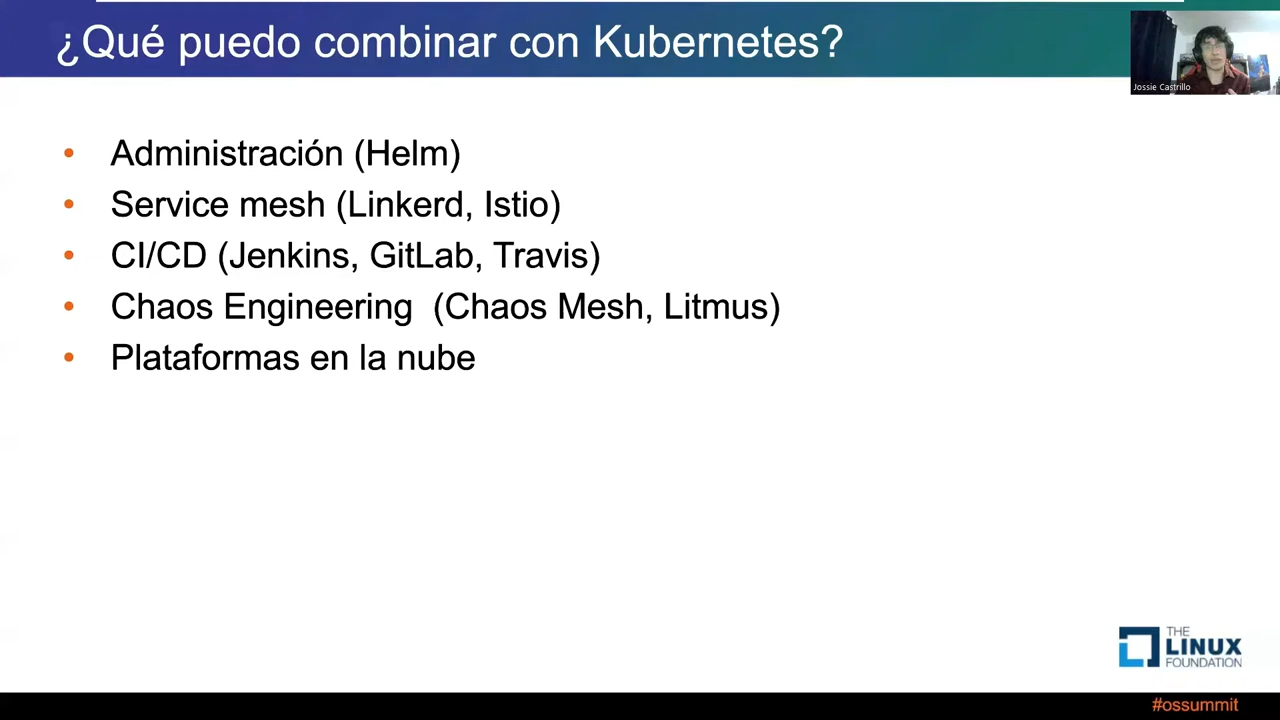 ¿Qué puedo combinar con Kubernetes?
Jossie Castrillo
• Administración (Helm)
• Service mesh (Linkerd, Istio)
• CI/CD (Jenkins, GitLab, Travis)
• Chaos Engineering  (Chaos Mesh, Litmus)
• Plataformas en la nube
THE
LINUX
FOUNDATION
#ossummit